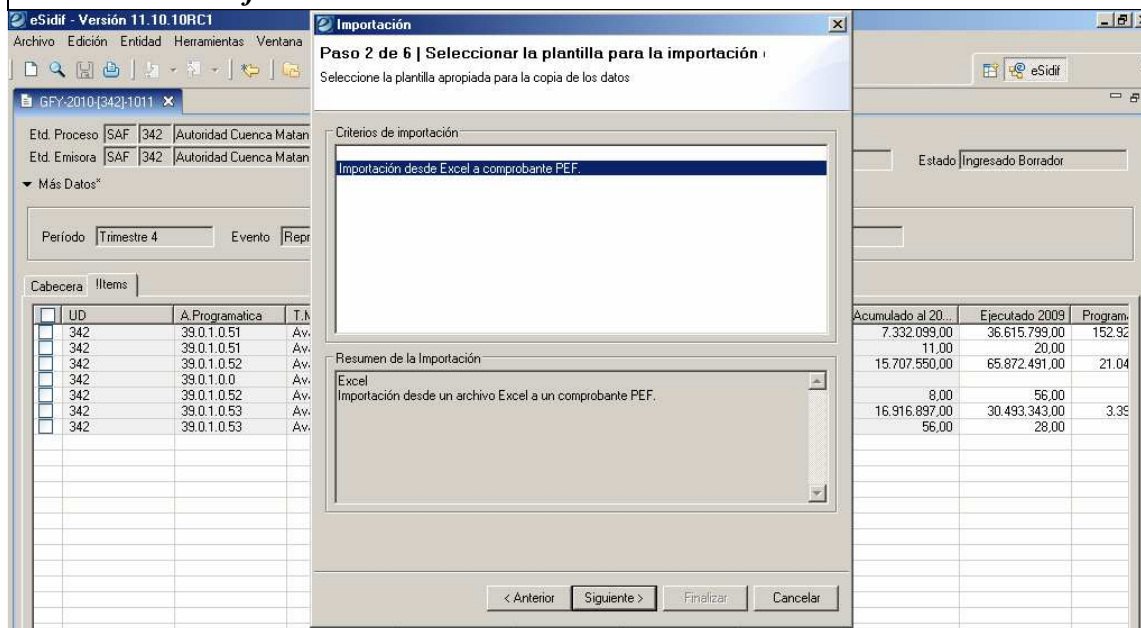 eSidif - Versión 11.10.10RC1
Archivo Edición Entidad Herramientas Ventana
eSidif
GFY-2010-[342]-1011
Etd. Proceso SAF 342 Autoridad Cuenca Matan
Etd. Emisora SAF 342 Autoridad Cuenca Matan
Estado Ingresado Borrador
Más Datos*
Período Trimestre 4 Evento Repr
Cabecera !Items
UD A.Programatica T.M Acumulado al 20... Ejecutado 2009 Program
342 39.0.1.0.51 Av 7.332.099,00 36.615.799,00 152.92
342 39.0.1.0.51 Av 11,00 20,00
342 39.0.1.0.52 Av 15.707.550,00 65.872.491,00 21.04
342 39.0.1.0.0 Av
342 39.0.1.0.52 Av 8,00 56,00
342 39.0.1.0.53 Av 16.916.897,00 30.493.343,00 3.39
342 39.0.1.0.53 Av 56,00 28,00
Importación
Paso 2 de 6 | Seleccionar la plantilla para la importación
Seleccione la plantilla apropiada para la copia de los datos
Criterios de importación
Importación desde Excel a comprobante PEF.
Resumen de la Importación
Excel
Importación desde un archivo Excel a un comprobante PEF.
< Anterior Siguiente > Finalizar Cancelar